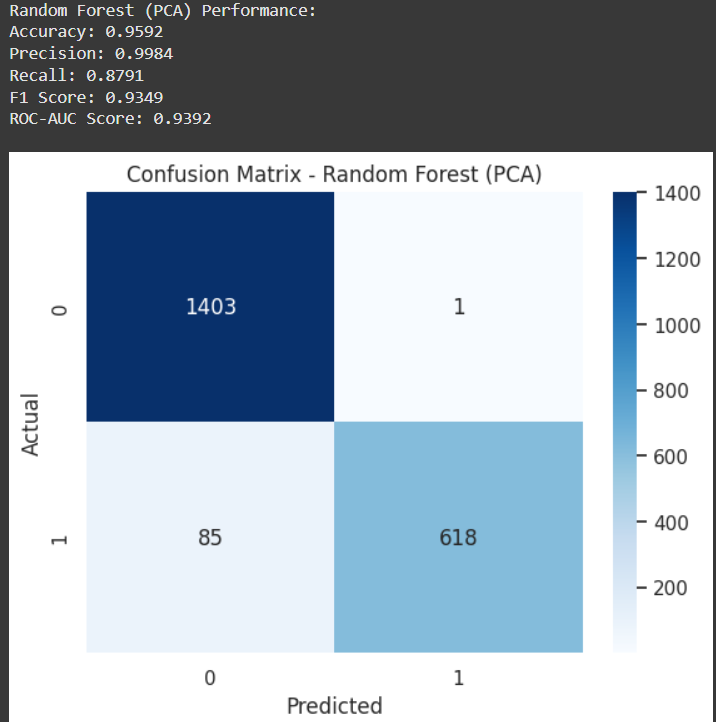 Random Forest (PCA) Performance:
Accuracy: 0.9592
Precision: 0.9984
Recall: 0.8791
F1 Score: 0.9349
ROC-AUC Score: 0.9392
Confusion Matrix - Random Forest (PCA)
1400
1200
1000
800
600
400
200
Actual
0
1403
1
1
85
618
0
1
Predicted